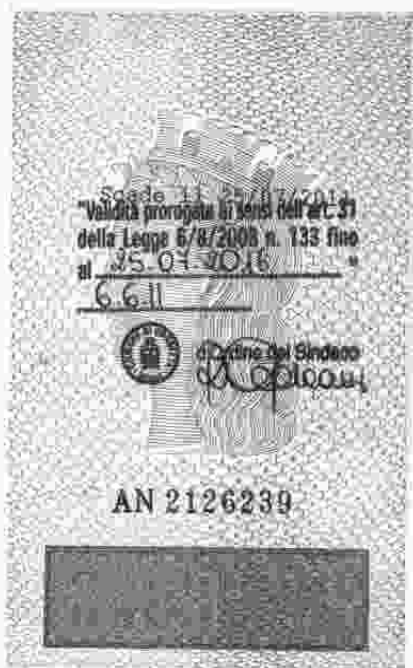 Scade il 25/07/2011
"Validità prorogata ai sensi dell'art. 31
della Legge 6/8/2008 n. 133 fino
al 25.07.2016 "
6.6.11
d'Ordine del Sindaco
AN 2126239